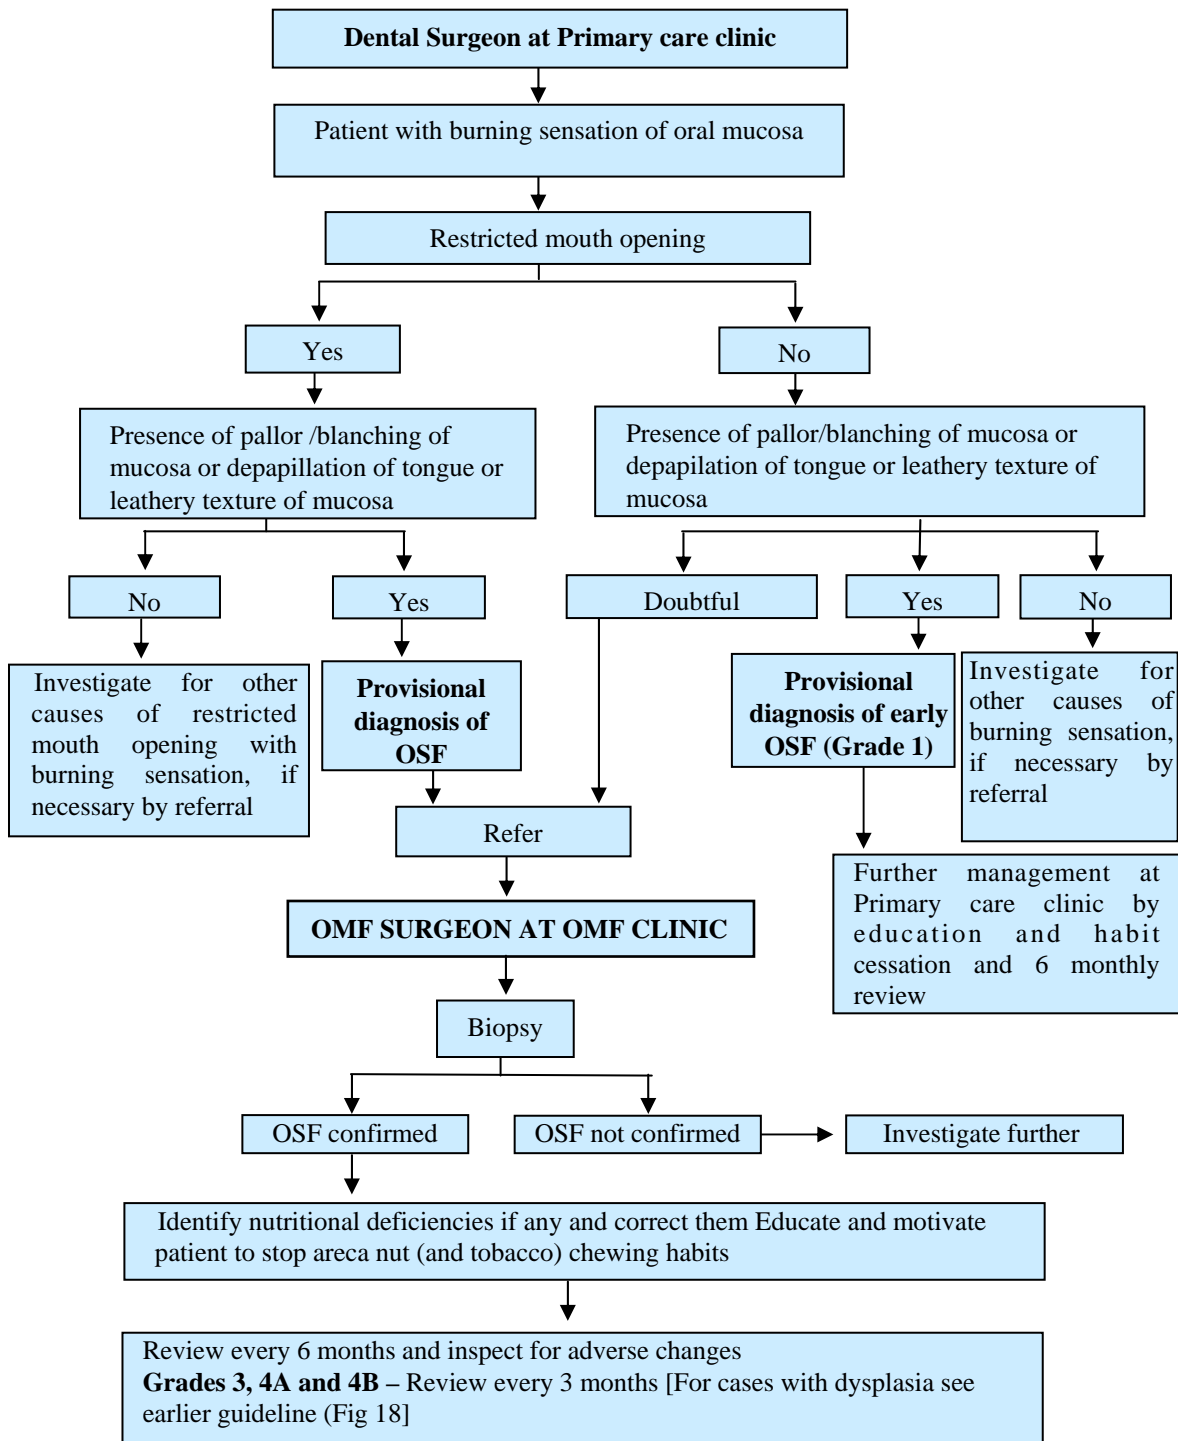 Dental Surgeon at Primary care clinic
Patient with burning sensation of oral mucosa
Restricted mouth opening
Yes
No
Presence of pallor /blanching of
mucosa or depapillation of tongue or
leathery texture of mucosa
Presence of pallor/blanching of mucosa or
depapilation of tongue or leathery texture of
mucosa
No
Yes
Doubtful
Yes
No
Investigate for other
causes of restricted
mouth opening with
burning sensation, if
necessary by referral
Provisional
diagnosis of
OSF
Provisional
diagnosis of early
OSF (Grade 1)
Investigate for
other causes of
burning sensation,
if necessary by
referral
Refer
Further management at
Primary care clinic by
education and habit
cessation and 6 monthly
review
OMF SURGEON AT OMF CLINIC
Biopsy
OSF confirmed
OSF not confirmed
Investigate further
Identify nutritional deficiencies if any and correct them Educate and motivate
patient to stop areca nut (and tobacco) chewing habits
Review every 6 months and inspect for adverse changes
Grades 3, 4A and 4B – Review every 3 months [For cases with dysplasia see
earlier guideline (Fig 18]